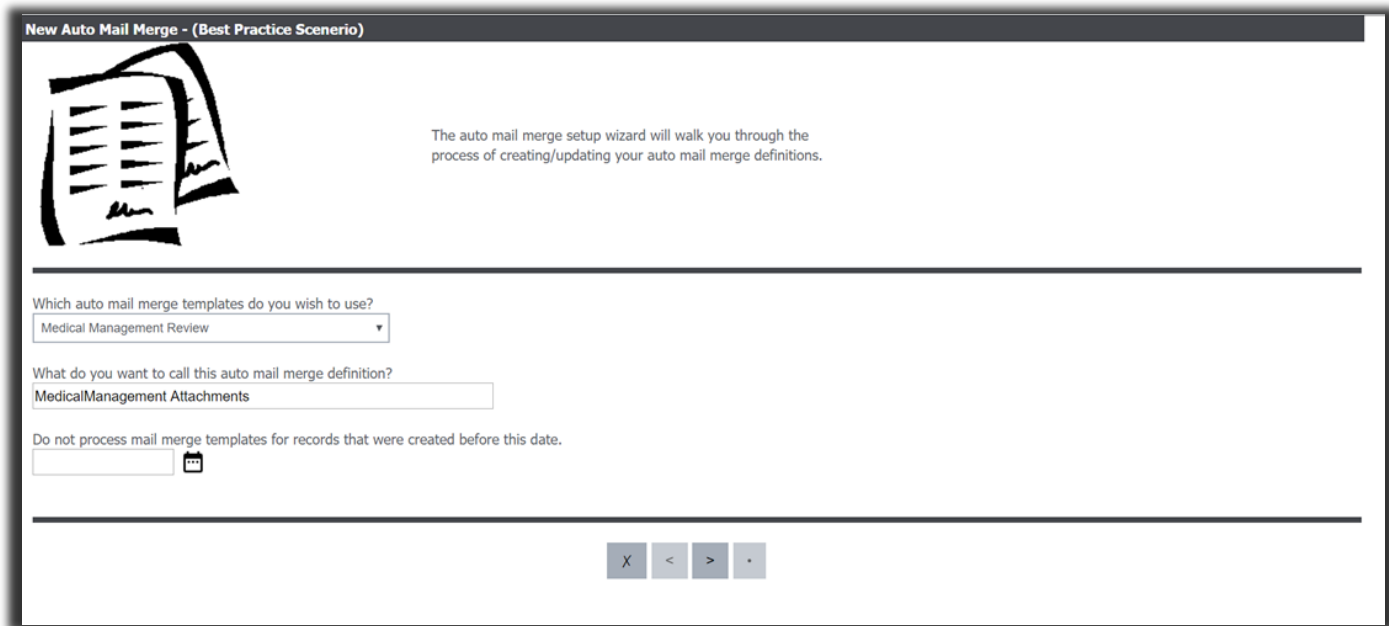 New Auto Mail Merge - (Best Practice Scenerio)
The auto mail merge setup wizard will walk you through the
process of creating/updating your auto mail merge definitions.
Which auto mail merge templates do you wish to use?
Medical Management Review
What do you want to call this auto mail merge definition?
MedicalManagement Attachments
Do not process mail merge templates for records that were created before this date.
X < > *